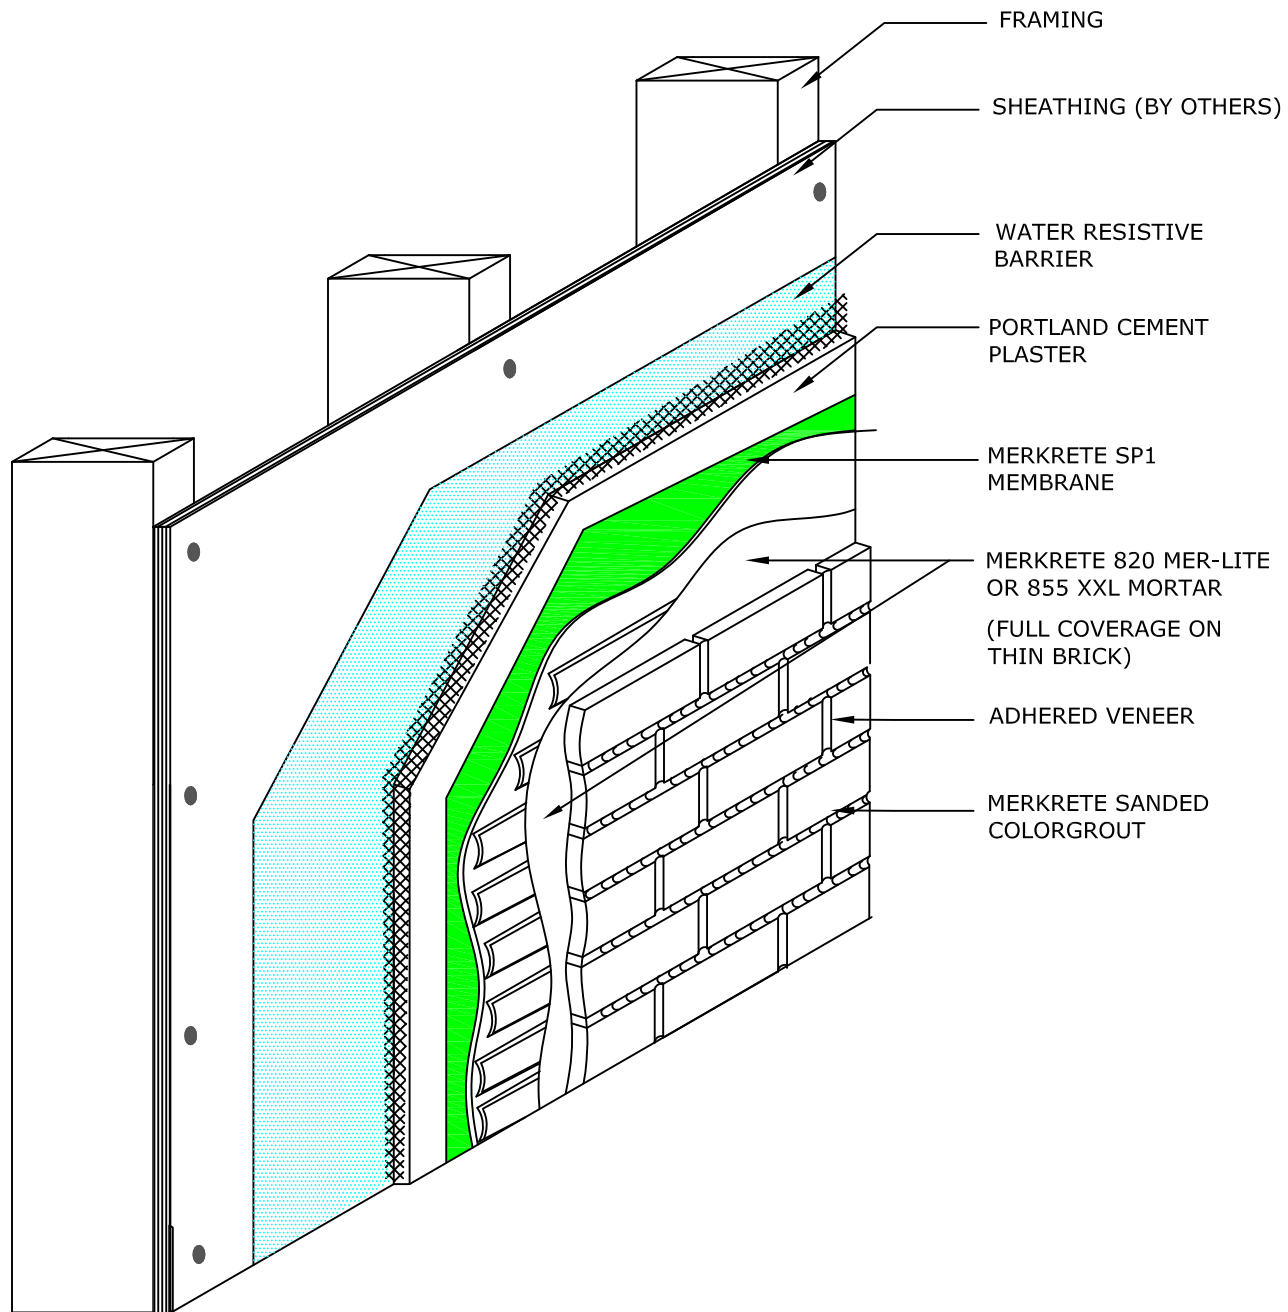 FRAMING
SHEATHING (BY OTHERS)
WATER RESISTIVE
BARRIER
PORTLAND CEMENT
PLASTER
MERKRETE SP1
MEMBRANE
MERKRETE 820 MER-LITE
OR 855 XXL MORTAR
(FULL COVERAGE ON
THIN BRICK)
ADHERED VENEER
MERKRETE SANDED
COLORGROUT